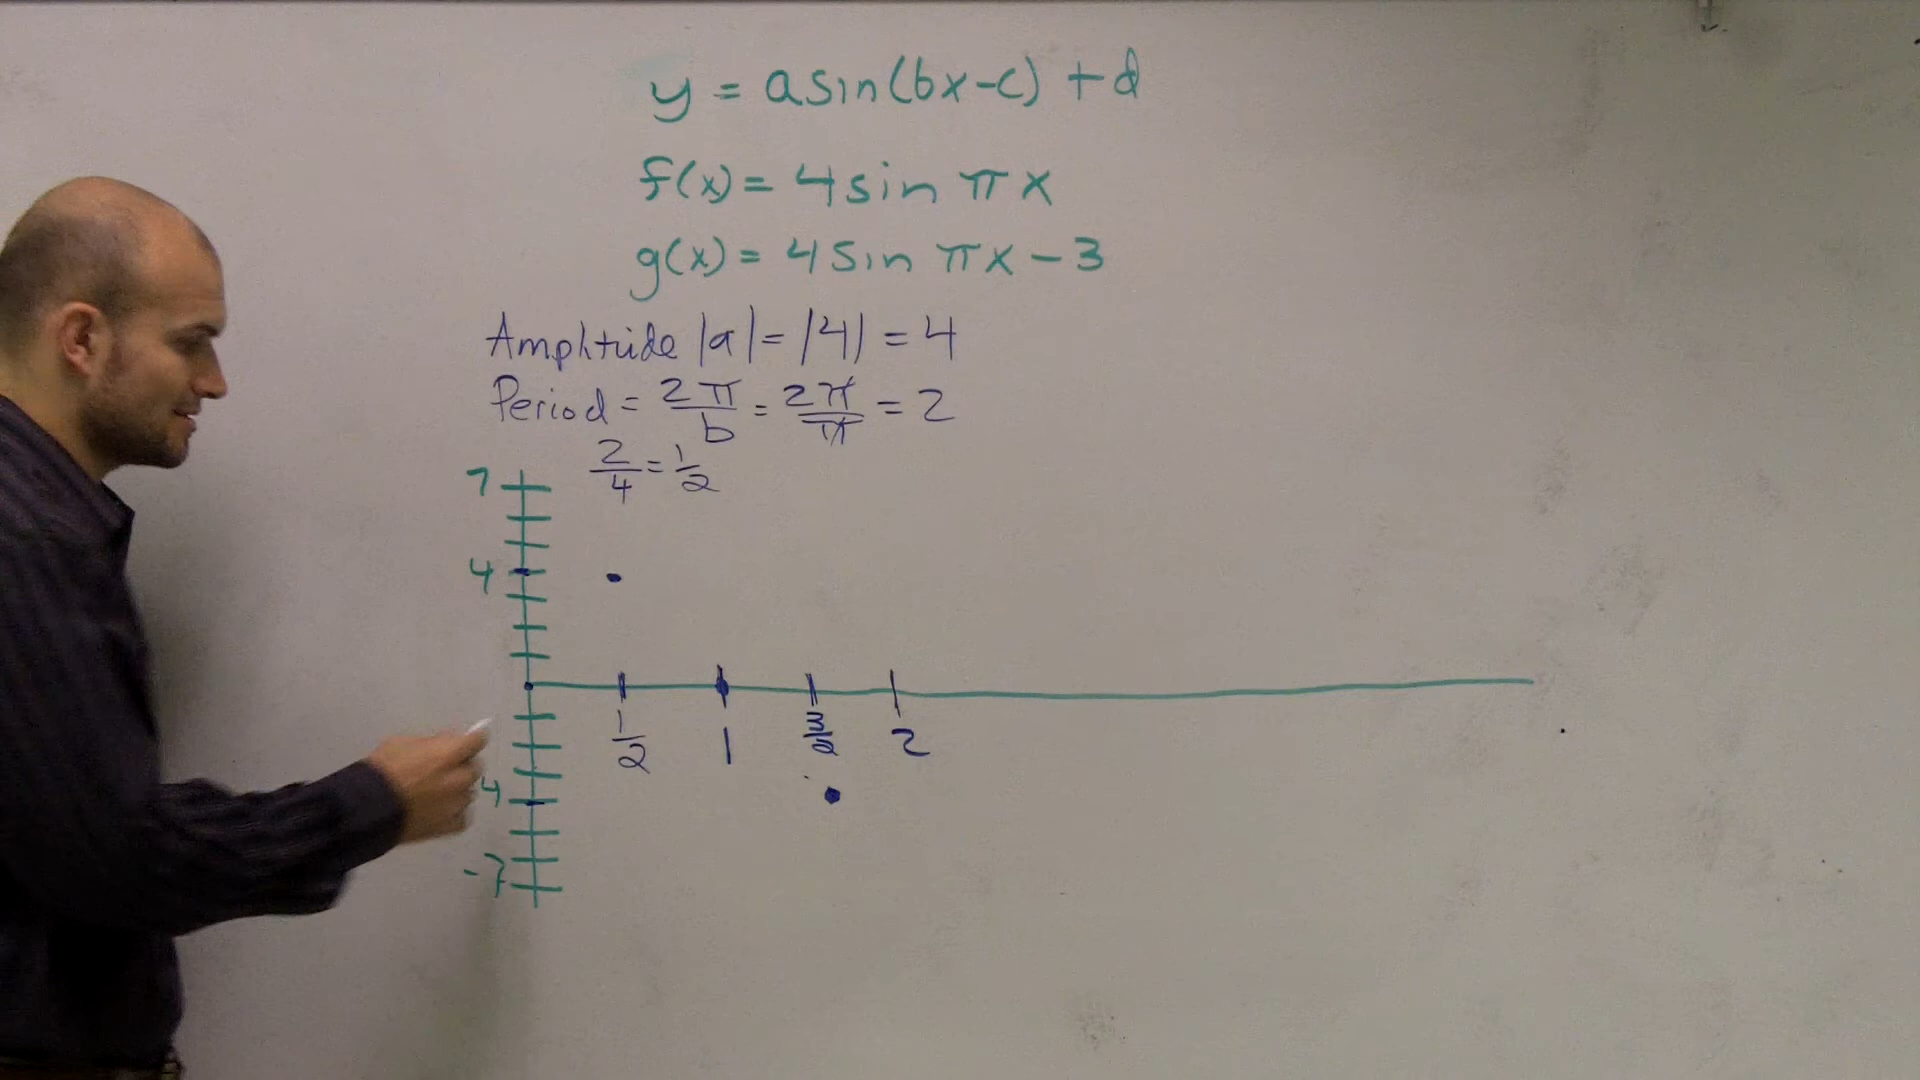 y = a sin(bx-c) + d
f(x) = 4 sin πx
g(x) = 4 sin πx - 3
Ampltude |a| = |4| = 4
Period = 2π/b = 2π/π = 2
2/4 = 1/2
7
4
1/2 1 3/2 2
4
-7